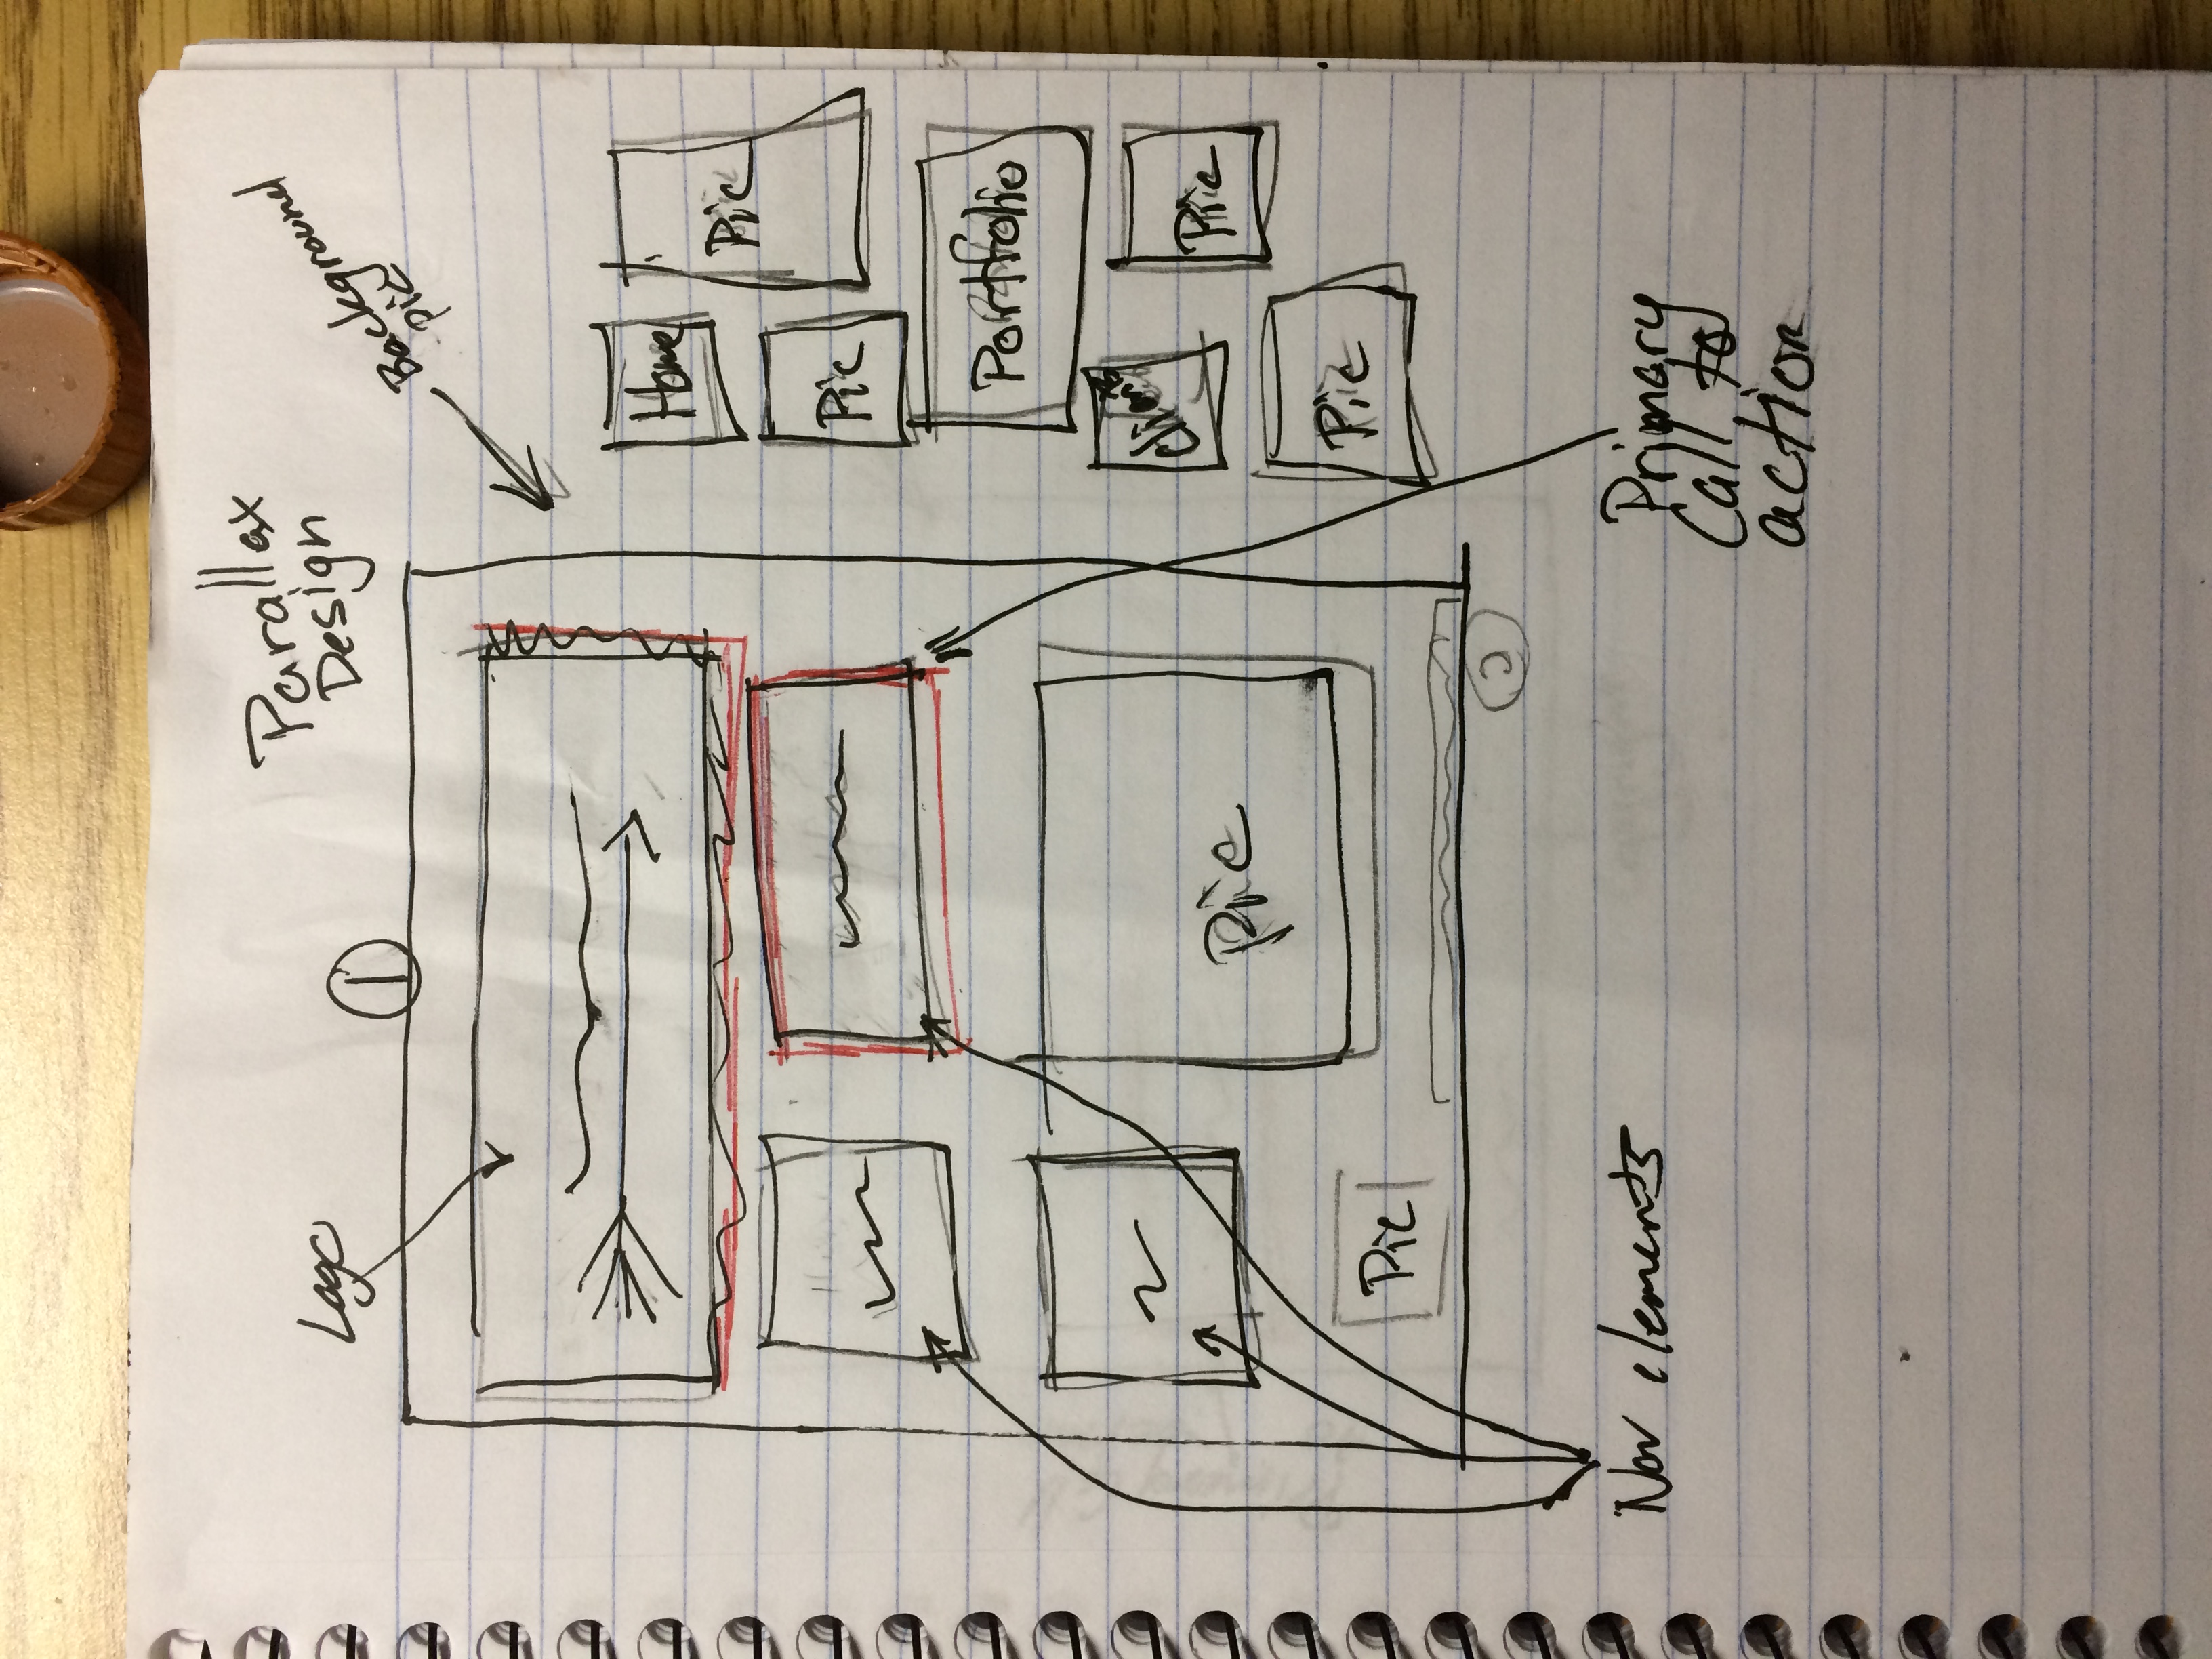 Parallax
Design
Logo
1
Background
pic
Home
Pic
Pic
Portfolio
Clients
Pic
Pic
Pic
Pic
Nav elements
Primary
Call to
action